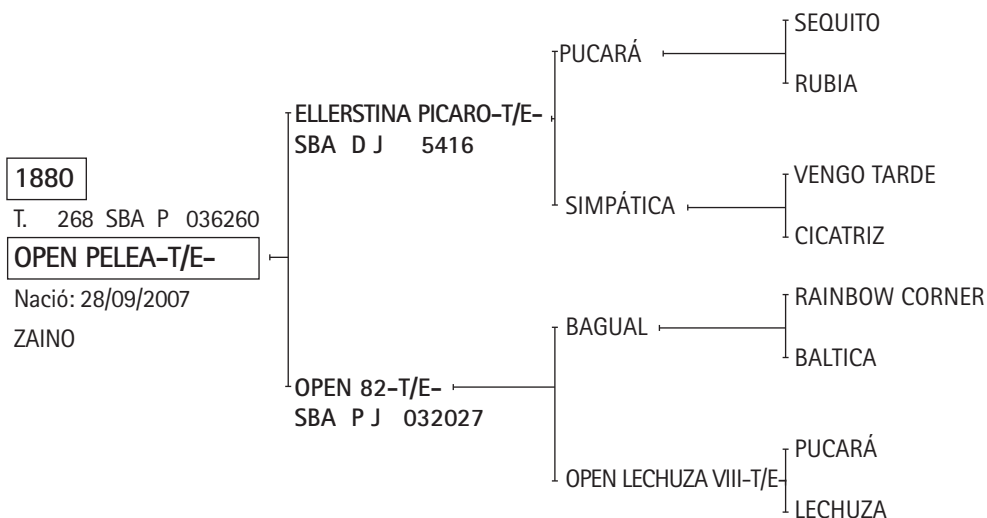 1880
T. 268 SBA P 036260
OPEN PELEA-T/E-
Nació: 28/09/2007
ZAINO
ELLERSTINA PICARO-T/E-
SBA D J 5416
OPEN 82-T/E-
SBA P J 032027
PUCARÁ
SIMPÁTICA
BAGUAL
OPEN LECHUZA VIII-T/E-
SEQUITO
RUBIA
VENGO TARDE
CICATRIZ
RAINBOW CORNER
BALTICA
PUCARÁ
LECHUZA